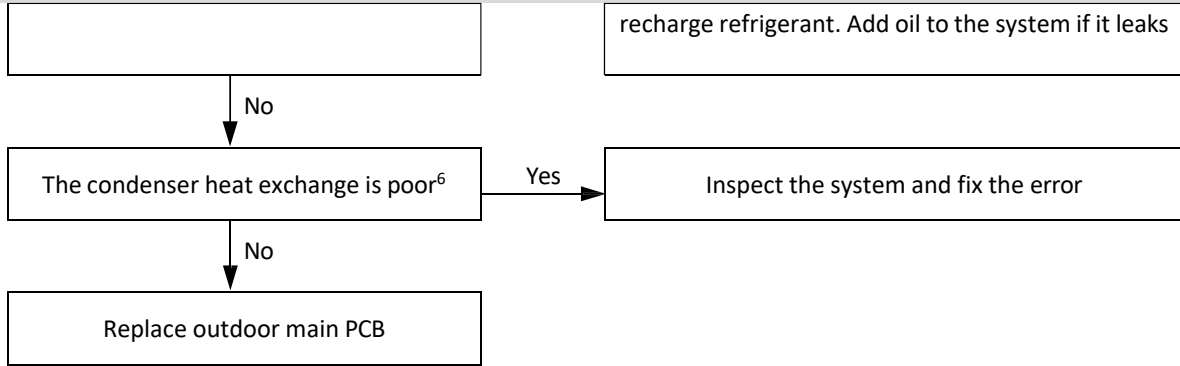 recharge refrigerant. Add oil to the system if it leaks
No
The condenser heat exchange is poor⁶
Yes
Inspect the system and fix the error
No
Replace outdoor main PCB